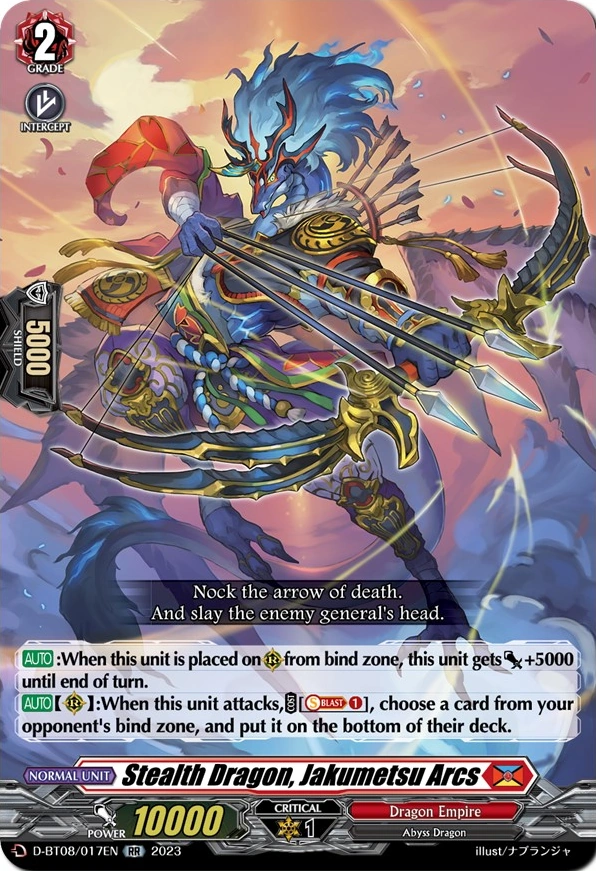 2
GRADE
INTERCEPT
5000
SHIELD
Nock the arrow of death.
And slay the enemy general's head.
AUTO:When this unit is placed on R from bind zone, this unit gets +5000
until end of turn.
AUTO【R】:When this unit attacks, COST[S BLAST 1], choose a card from your
opponent's bind zone, and put it on the bottom of their deck.
NORMAL UNIT Stealth Dragon, Jakumetsu Arcs
POWER 10000 CRITICAL 1 Dragon Empire
Abyss Dragon
D-BT08/017EN RR 2023 illust/ナブランジャ